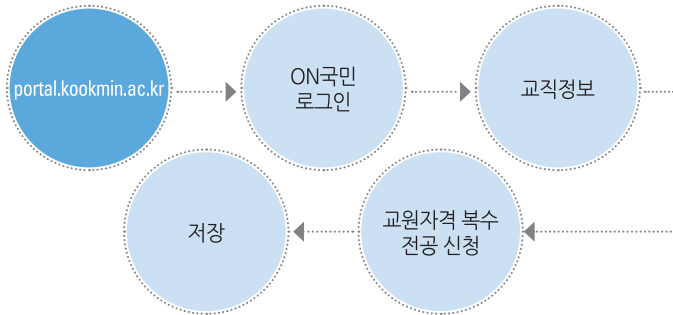 portal.kookmin.ac.kr
ON국민
로그인
교직정보
교원자격 복수
전공 신청
저장